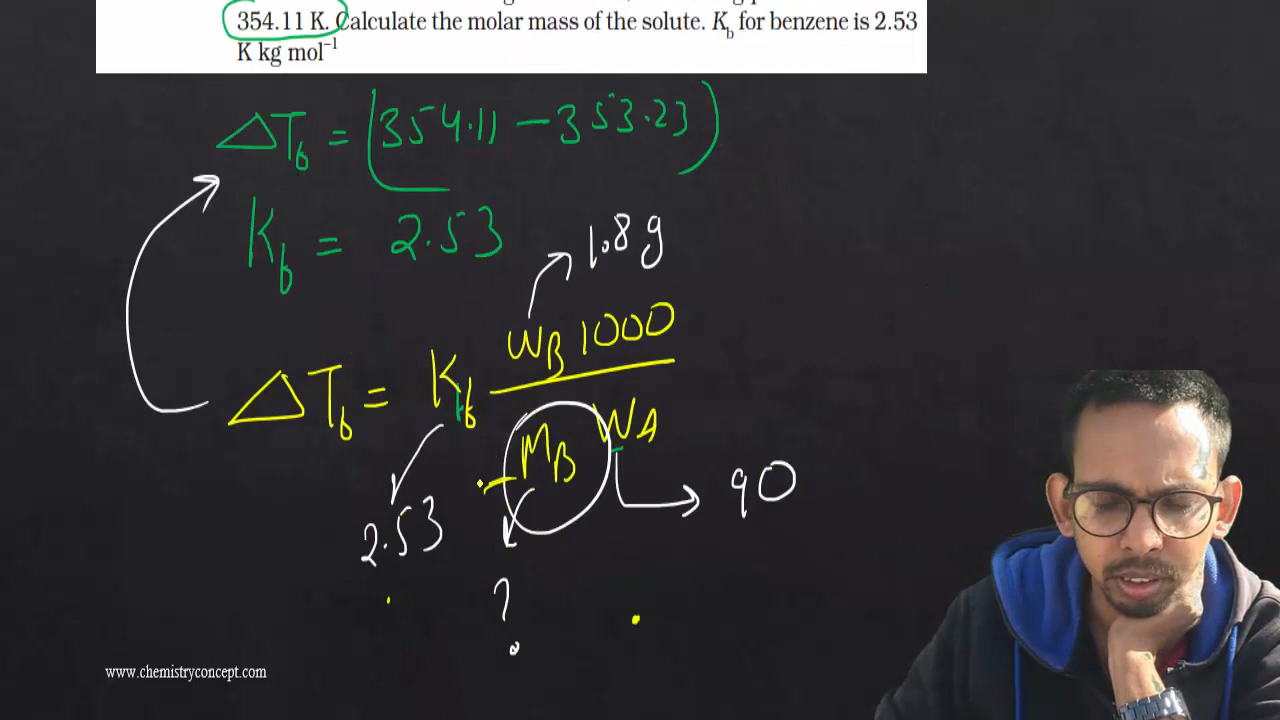 354.11 K. Calculate the molar mass of the solute. K_b for benzene is 2.53
K kg mol⁻¹
ΔT_b = (354.11 − 353.23)
K_b = 2.53
1.8g
ΔT_b = K_b W_B 1000
M_B W_A
90
2.53
?
www.chemistryconcept.com